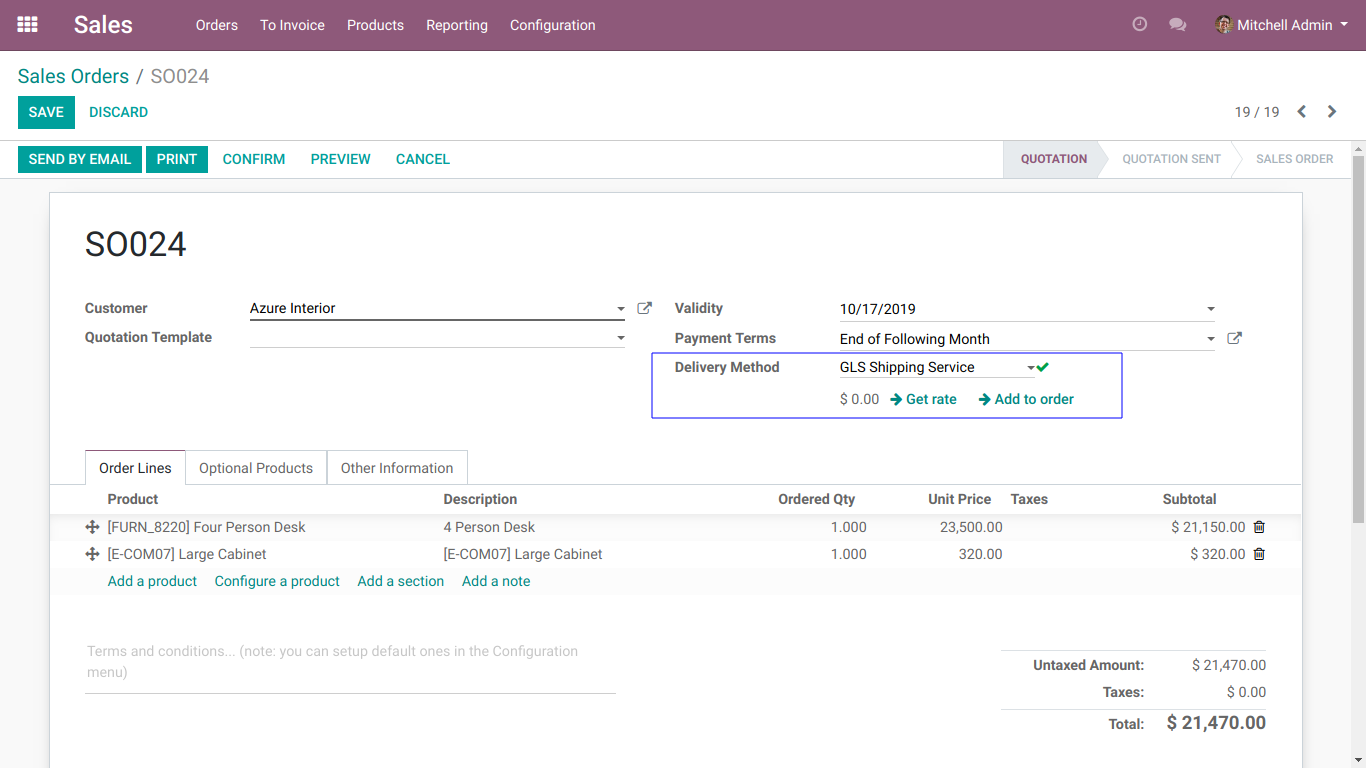 Sales Orders To Invoice Products Reporting Configuration Mitchell Admin
Sales Orders / SO024
SAVE DISCARD 19 / 19
SEND BY EMAIL PRINT CONFIRM PREVIEW CANCEL QUOTATION QUOTATION SENT SALES ORDER
SO024
Customer Azure Interior Validity 10/17/2019
Quotation Template Payment Terms End of Following Month
Delivery Method GLS Shipping Service
$ 0.00 Get rate Add to order
Order Lines Optional Products Other Information
Product Description Ordered Qty Unit Price Taxes Subtotal
[FURN_8220] Four Person Desk 4 Person Desk 1.000 23,500.00 $ 21,150.00
[E-COM07] Large Cabinet [E-COM07] Large Cabinet 1.000 320.00 $ 320.00
Add a product Configure a product Add a section Add a note
Terms and conditions... (note: you can setup default ones in the Configuration
menu)
Untaxed Amount: $ 21,470.00
Taxes: $ 0.00
Total: $ 21,470.00